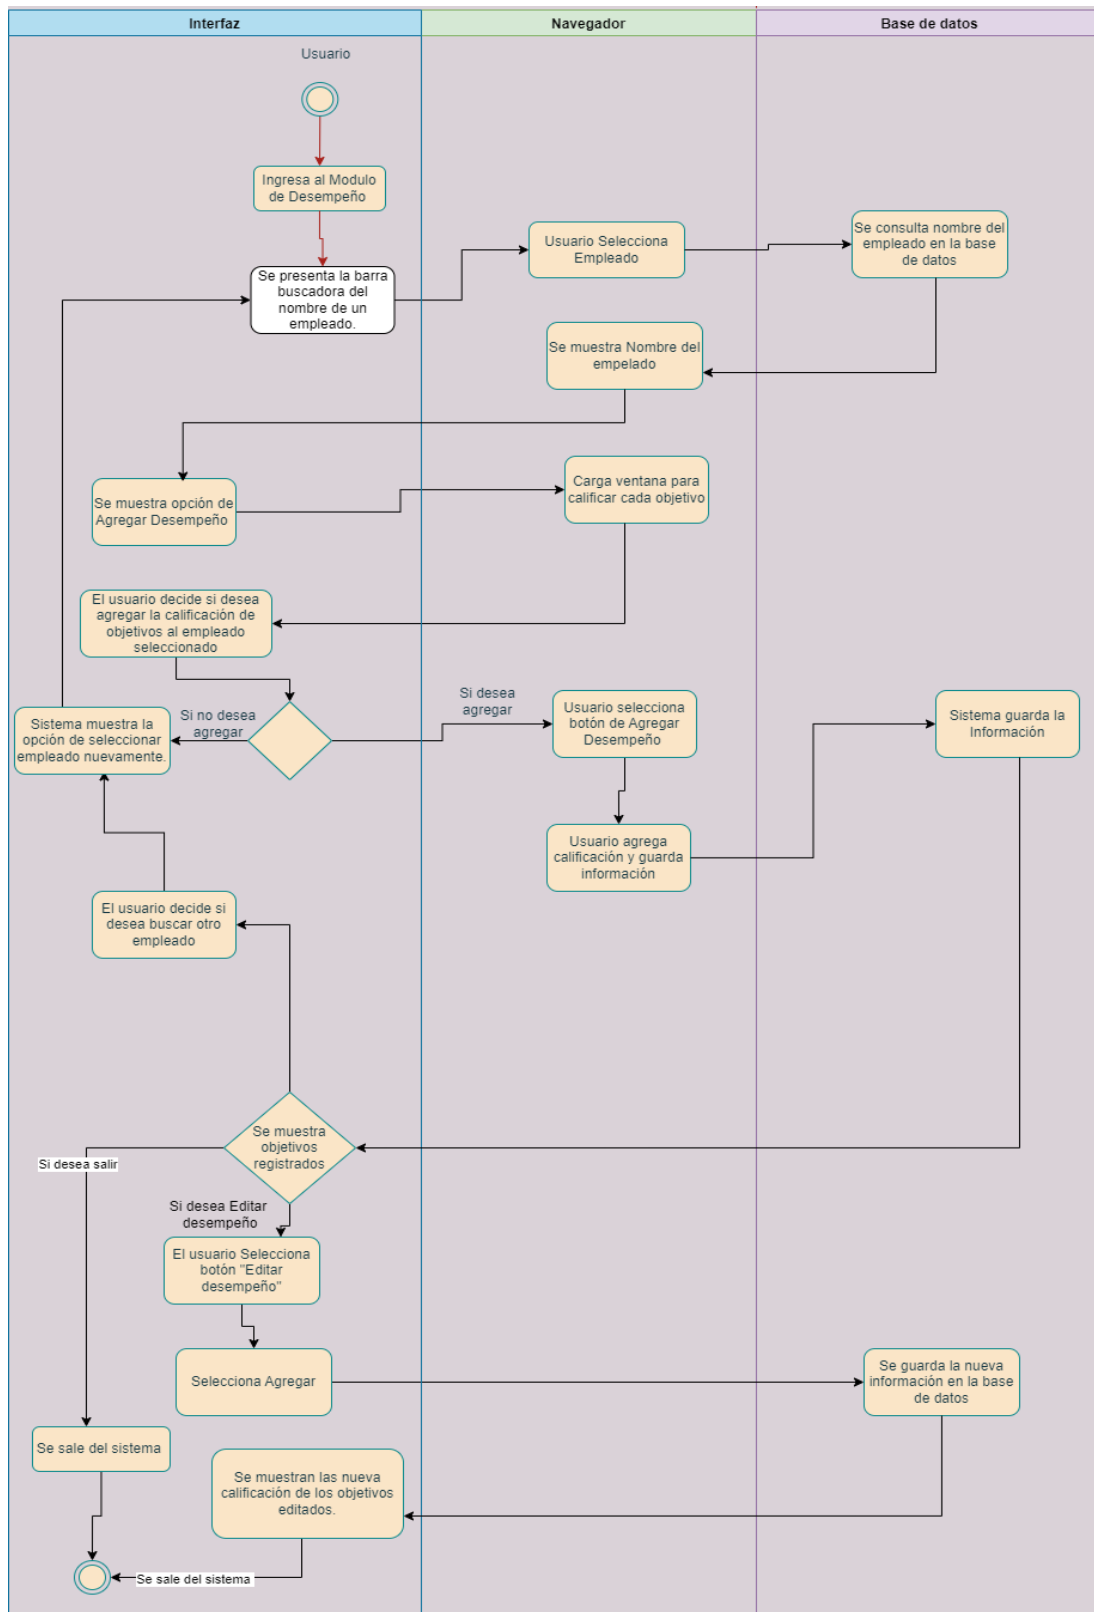 Interfaz
Navegador
Base de datos
Usuario
Ingresa al Modulo
de Desempeño
Se presenta la barra
buscadora del
nombre de un
empleado.
Usuario Selecciona
Empleado
Se consulta nombre del
empleado en la base
de datos
Se muestra Nombre del
empelado
Se muestra opción de
Agregar Desempeño
Carga ventana para
calificar cada objetivo
El usuario decide si desea
agregar la calificación de
objetivos al empleado
seleccionado
Si no desea
agregar
Si desea
agregar
Sistema muestra la
opción de seleccionar
empleado nuevamente.
Usuario selecciona
botón de Agregar
Desempeño
Sistema guarda la
Información
Usuario agrega
calificación y guarda
información
El usuario decide si
desea buscar otro
empleado
Se muestra
objetivos
registrados
Si desea salir
Si desea Editar
desempeño
El usuario Selecciona
botón "Editar
desempeño"
Selecciona Agregar
Se guarda la nueva
información en la base
de datos
Se sale del sistema
Se muestran las nueva
calificación de los objetivos
editados.
Se sale del sistema